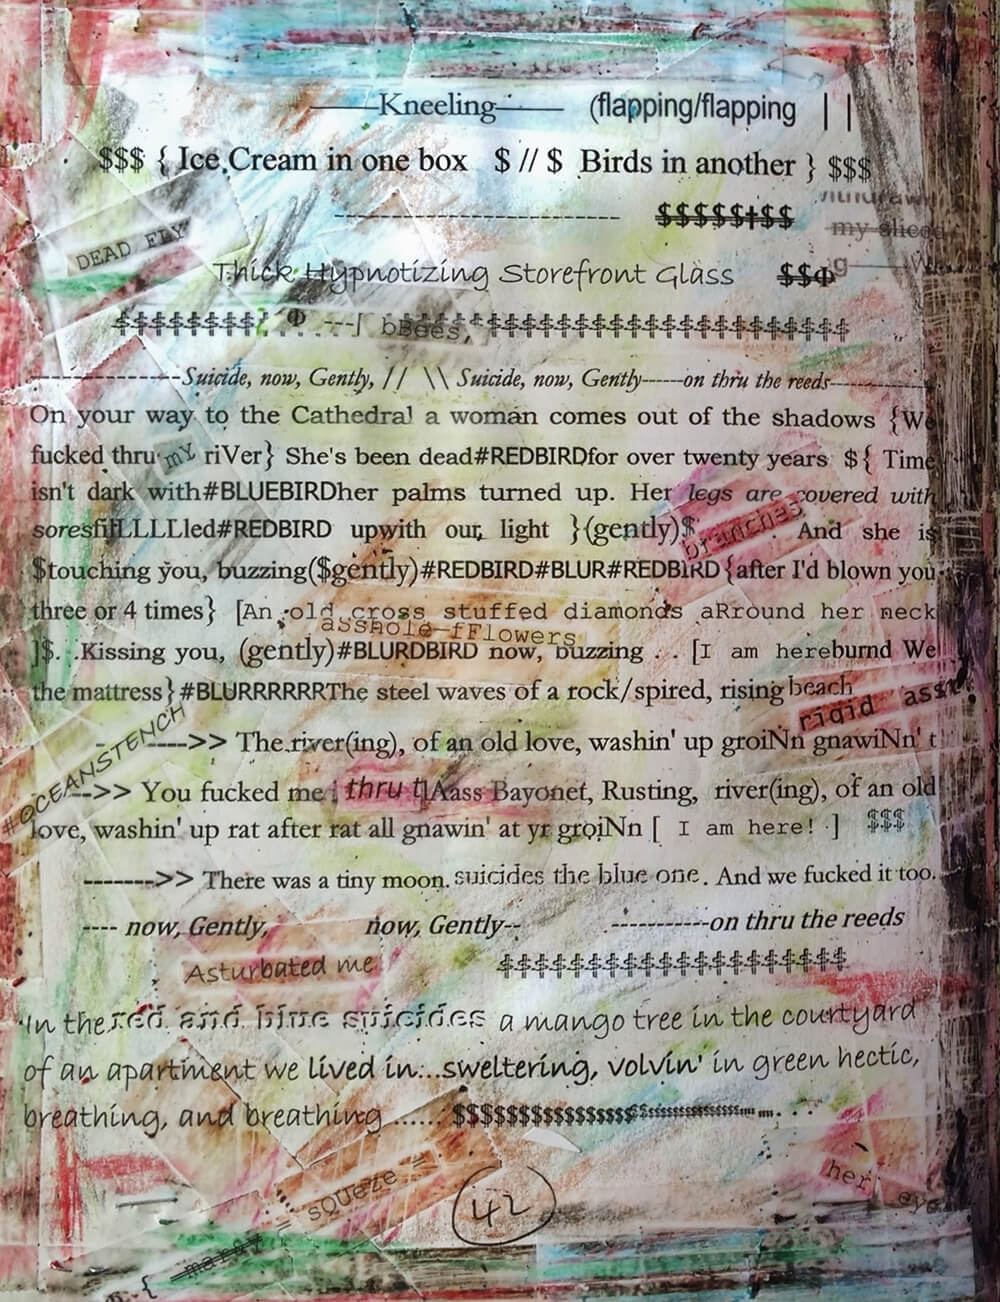 ——Kneeling—— (flapping/flapping | |
$$$ { Ice Cream in one box $ // $ Birds in another } $$$
------------------------------ $$$$$†$$
my sliced
DEAD FLY
Thick Hypnotizing Storefront Glass $$Φ
$$$$$$$$ Φ .---[ bBees, $$$$$$$$$$$$$$$$$$$$$$
---------------Suicide, now, Gently, // \\ Suicide, now, Gently------on thru the reeds-----------
On your way to the Cathedral a woman comes out of the shadows {We
fucked thru my riVer} She's been dead#REDBIRDfor over twenty years ${ Time
isn't dark with#BLUEBIRDher palms turned up. Her legs are covered with
soresfilLLLLled#REDBIRD upwith our, light }(gently)$ branches . And she is
$touching you, buzzing($gently)#REDBIRD#BLUR#REDBIRD{after I'd blown you
three or 4 times} [An old cross stuffed diamonds aRround her neck
asshole-fFlowers
]$. .Kissing you, (gently)#BLURDBIRD now, buzzing . . [I am hereburnd We
the mattress}#BLURRRRRRThe steel waves of a rock/spired, rising beach
rigid
#OCEANSTENCH
----->> The river(ing), of an old love, washin' up groiNn gnawiNn' t
-->> You fucked me thru Aass Bayonet, Rusting, river(ing), of an old
love, washin' up rat after rat all gnawin' at yr groiNn [ I am here! ] $$$
------->> There was a tiny moon. suicides the blue one. And we fucked it too.
---- now, Gently, now, Gently-- -----------on thru the reeds
Asturbated me $$$$$$$$$$$$$$$$$$$$
In the red and blue suicides a mango tree in the courtyard
of an apartment we lived in...sweltering, volvin' in green hectic,
breathing, and breathing ...... $$$$$$$$$$$$$$$$$$$$$$$$$$$$$$...
sQUeze =
her eye
42
{